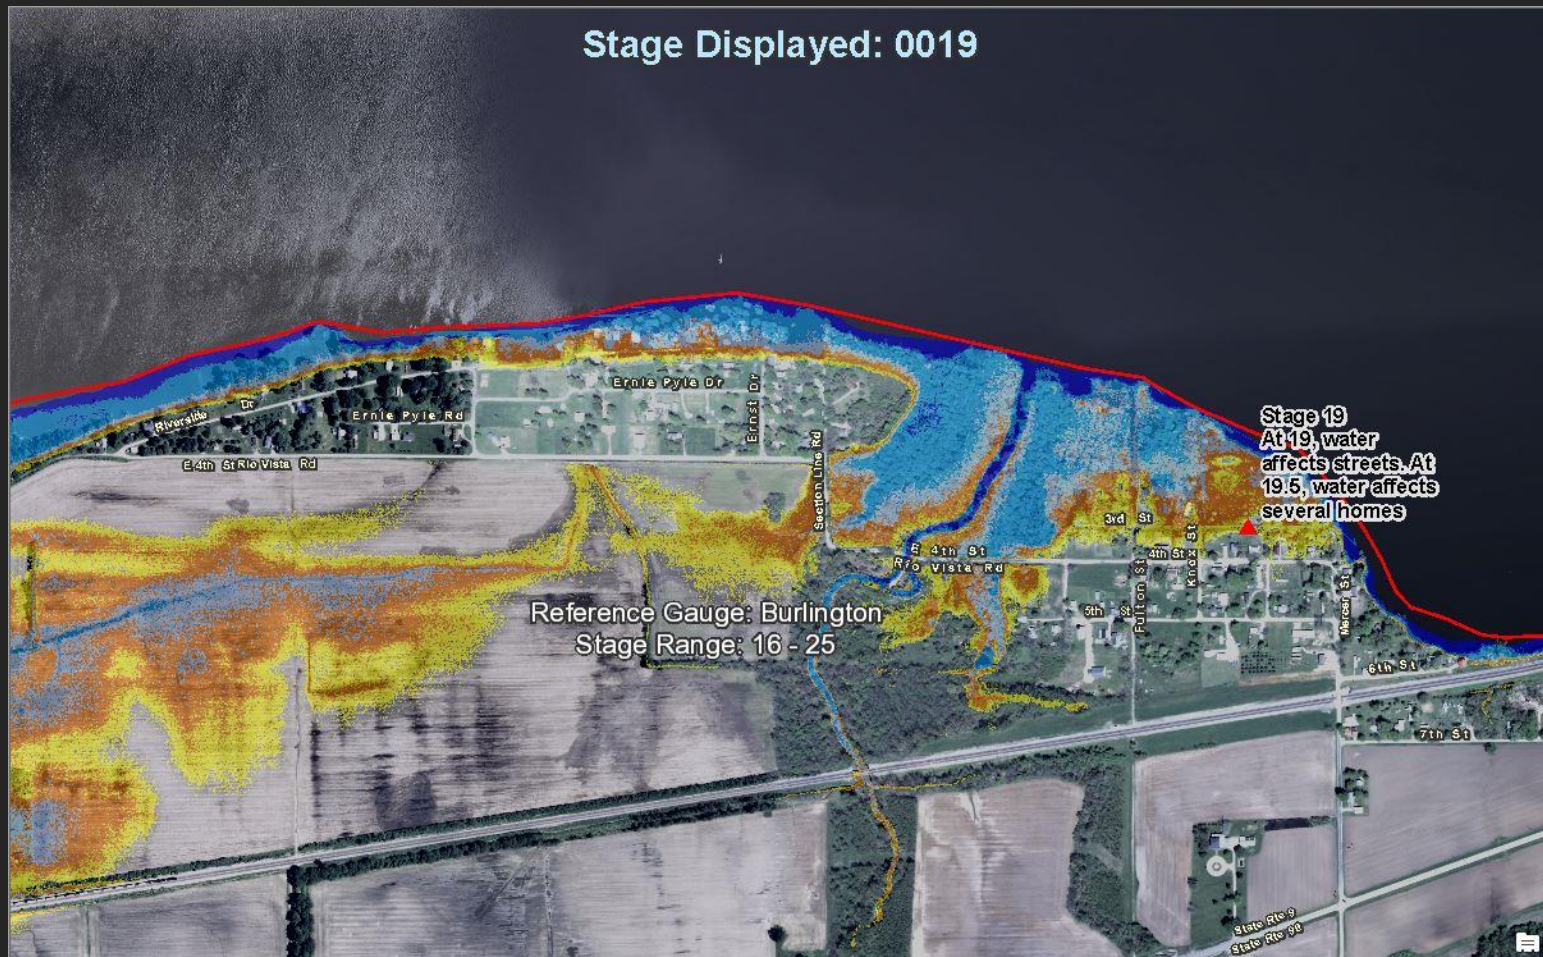 Stage Displayed: 0019
Ernie Pyle Dr
Riverside Dr
Ernie Pyle Rd
Ernst Dr
Stage 19
At 19, water
affects streets. At
19.5, water affects
several homes
E 4th St Rio Vista Rd
Section Line Rd
3rd St
Knox St
E 4th St
Rio Vista Rd
4th St
Fulton St
5th St
Mercer St
Reference Gauge: Burlington
Stage Range: 16 - 25
6th St
7th St
State Rte 9
State Rte 96